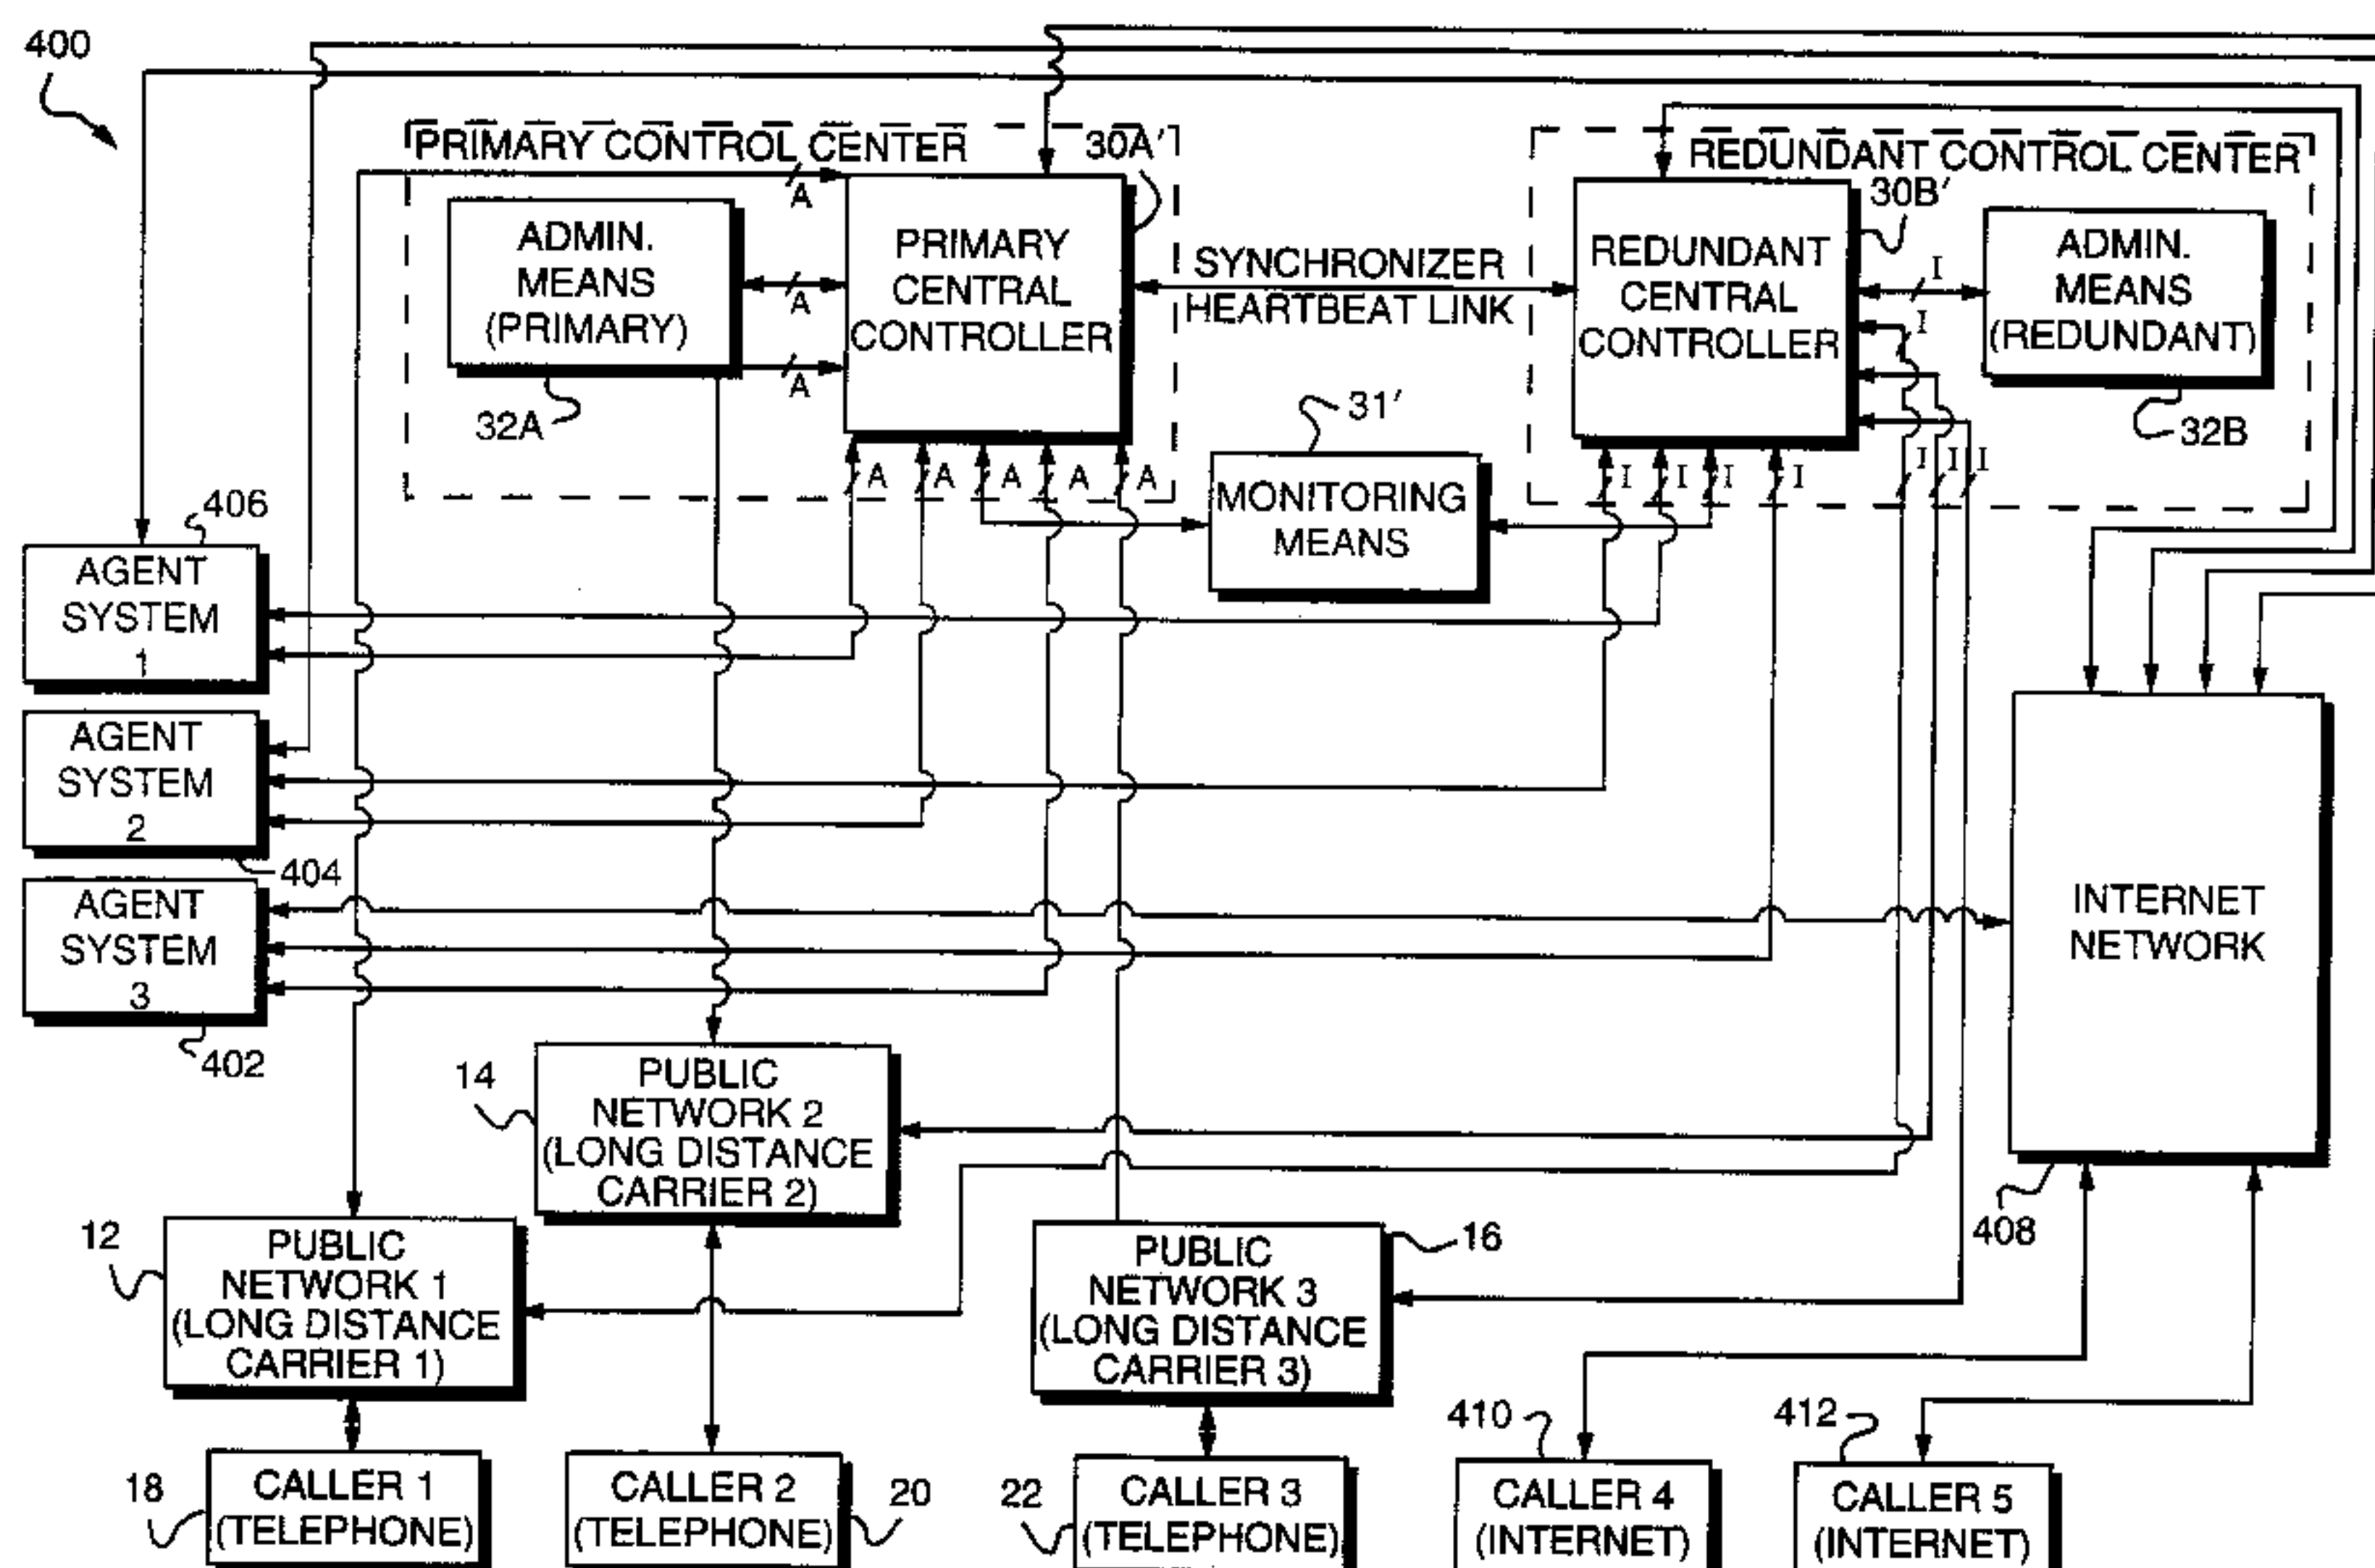 400
PRIMARY CONTROL CENTER
30A'
REDUNDANT CONTROL CENTER
30B'
A
ADMIN.
MEANS
(PRIMARY)
32A
A
A
PRIMARY
CENTRAL
CONTROLLER
SYNCHRONIZER
HEARTBEAT LINK
REDUNDANT
CENTRAL
CONTROLLER
I
I
ADMIN.
MEANS
(REDUNDANT)
32B
31'
A
A
A
A
A
MONITORING
MEANS
I
I
I
I
I
I
I
406
AGENT
SYSTEM
1
AGENT
SYSTEM
2
404
AGENT
SYSTEM
3
402
INTERNET
NETWORK
408
14
PUBLIC
NETWORK 2
(LONG DISTANCE
CARRIER 2)
12
PUBLIC
NETWORK 1
(LONG DISTANCE
CARRIER 1)
PUBLIC
NETWORK 3
(LONG DISTANCE
CARRIER 3)
16
18
CALLER 1
(TELEPHONE)
CALLER 2
(TELEPHONE)
20
22
CALLER 3
(TELEPHONE)
410
CALLER 4
(INTERNET)
412
CALLER 5
(INTERNET)